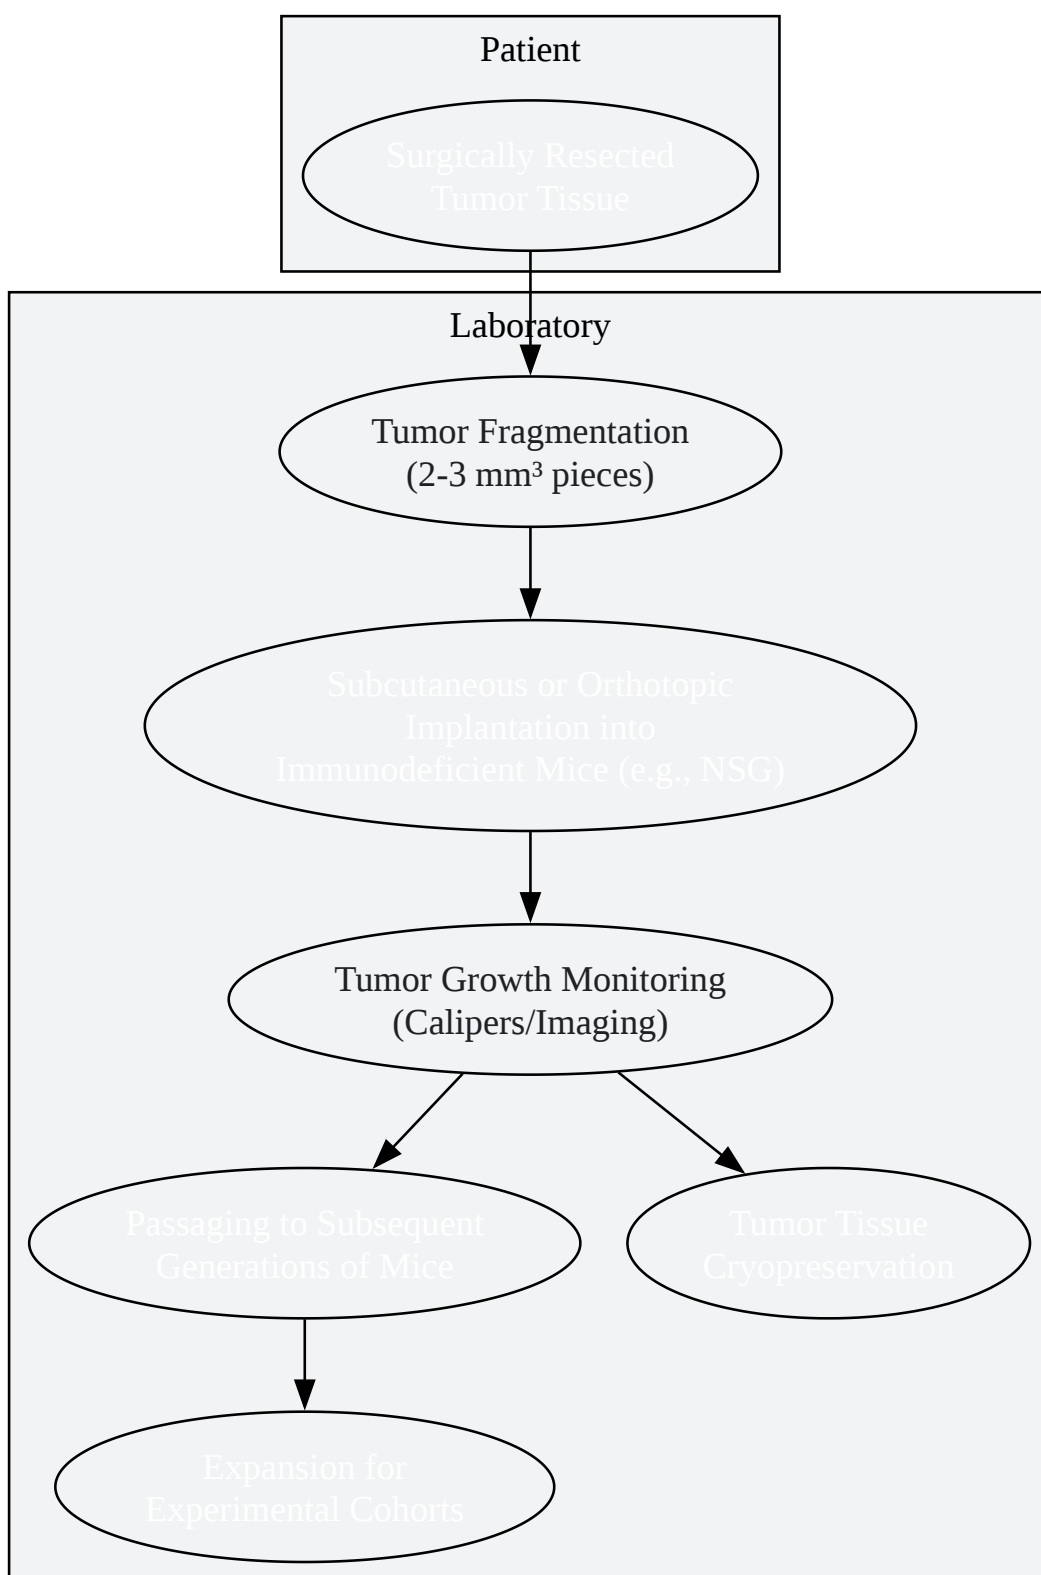 Patient
Surgically Resected
Tumor Tissue
Laboratory
Tumor Fragmentation
(2-3 mm³ pieces)
Subcutaneous or Orthotopic
Implantation into
Immunodeficient Mice (e.g., NSG)
Tumor Growth Monitoring
(Calipers/Imaging)
Passaging to Subsequent
Generations of Mice
Tumor Tissue
Cryopreservation
Expansion for
Experimental Cohorts